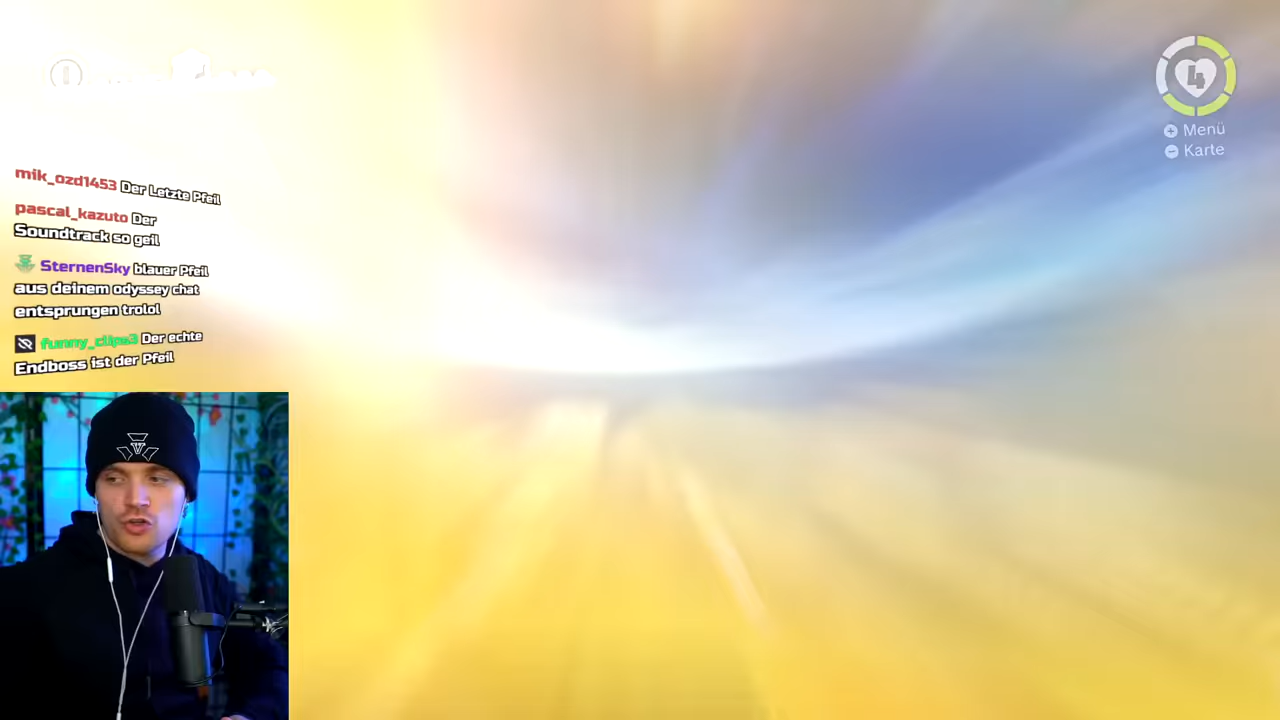 4
Menü
Karte
mik_ozd1453 Der Letzte Pfeil
pascal_kazuto Der
Soundtrack so geil
SternenSky blauer Pfeil
aus deinem odyssey chat
entsprungen trolol
funny_clips3 Der echte
Endboss ist der Pfeil